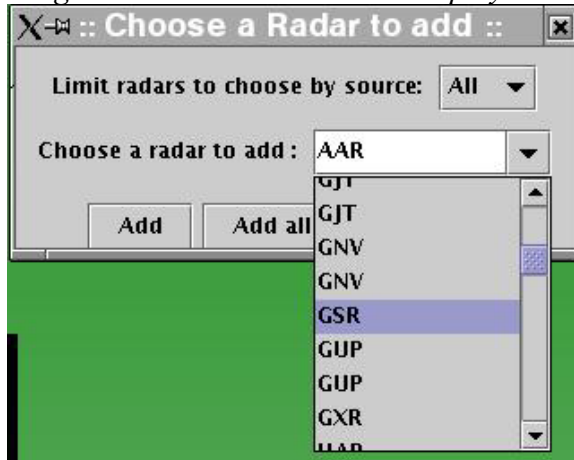 :: Choose a Radar to add ::
Limit radars to choose by source: All
Choose a radar to add : AAR
Add Add all
GJT
GJT
GNV
GNV
GSR
GUP
GUP
GXR